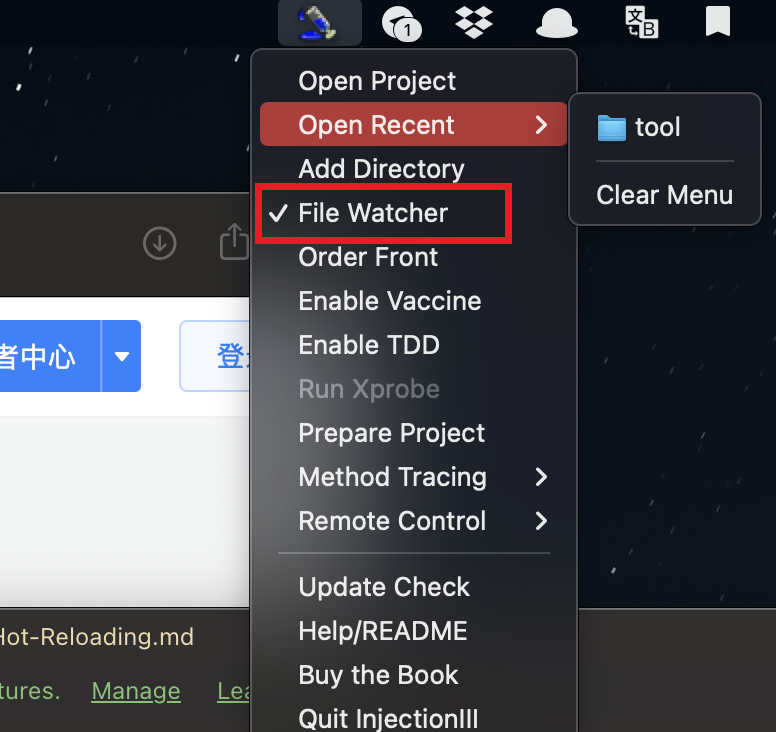 1
文
B
Open Project
Open Recent
tool
Add Directory
Clear Menu
File Watcher
Order Front
Enable Vaccine
者中心
Enable TDD
Run Xprobe
Prepare Project
Method Tracing
Remote Control
Update Check
Hot-Reloading.md
Help/README
Buy the Book
tures. Manage
Quit InjectionIII